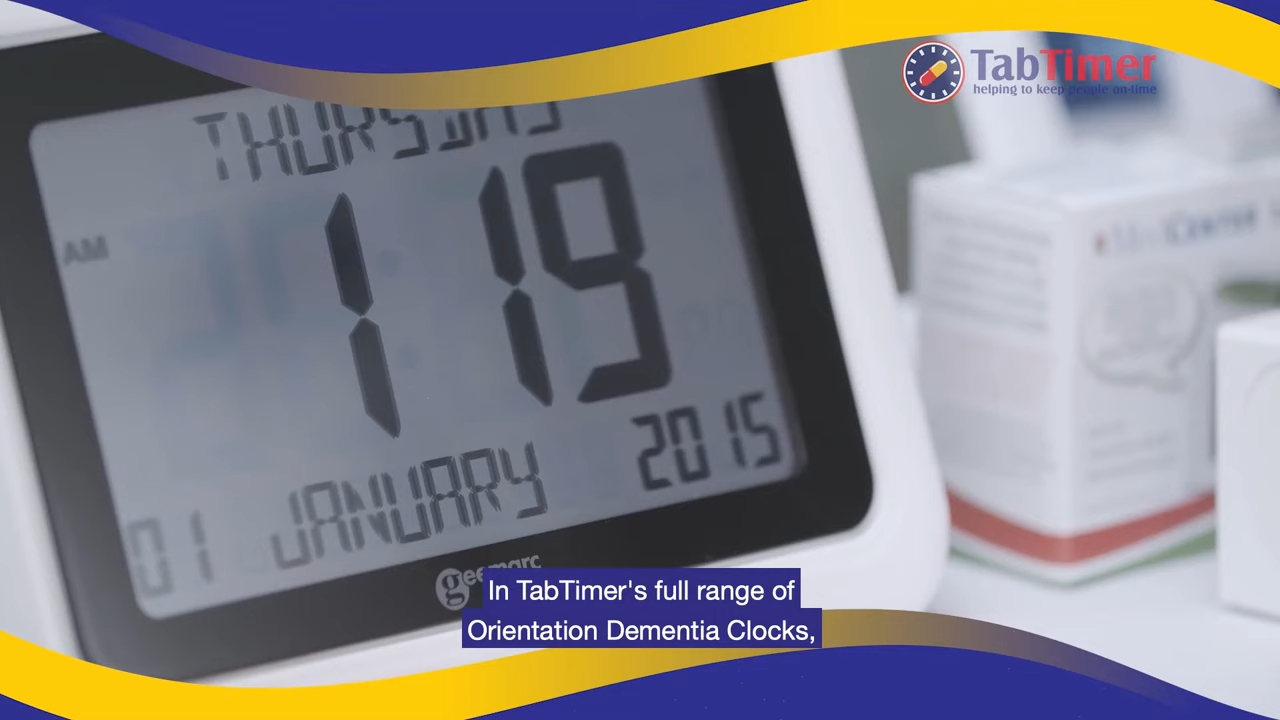 TabTimer
helping to keep people on-time
THURSDAY
AM
1 19
01 JANUARY 2015
geemarc
In TabTimer's full range of
Orientation Dementia Clocks,